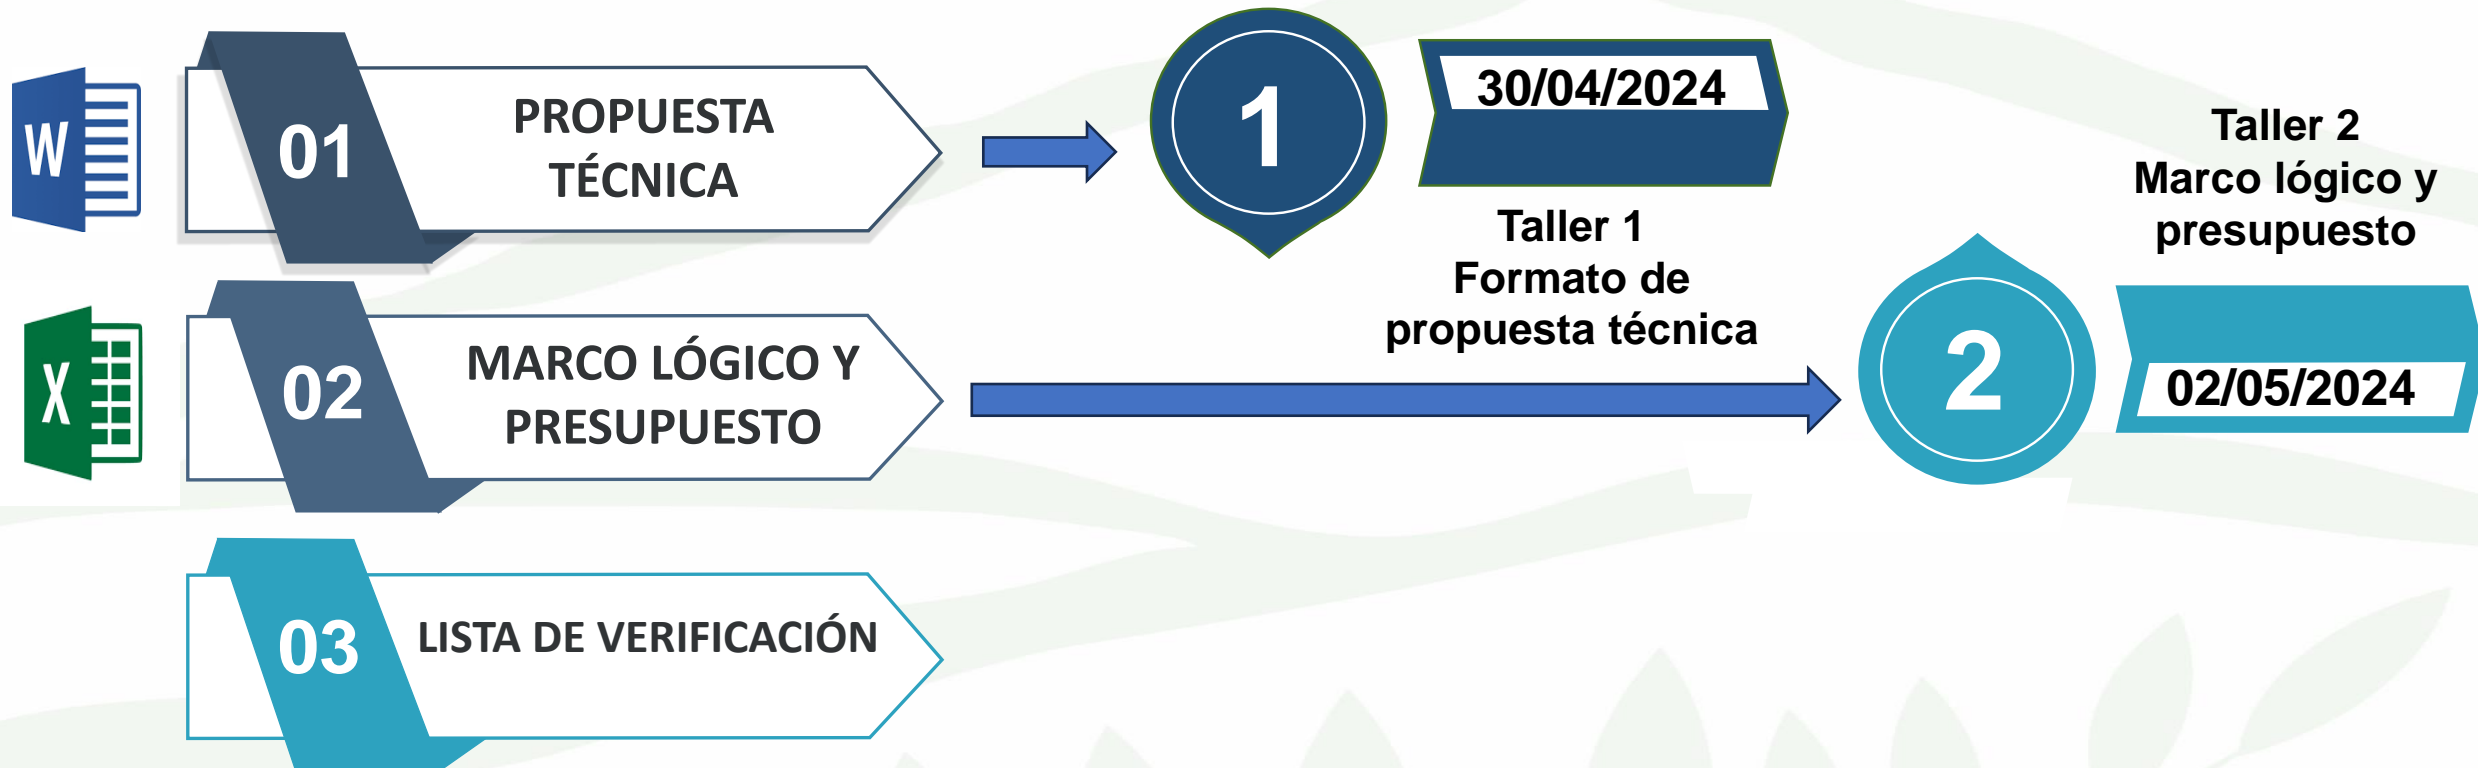 W
01
PROPUESTA
TÉCNICA
1
30/04/2024
Taller 1
Formato de
propuesta técnica
Taller 2
Marco lógico y
presupuesto
X
02
MARCO LÓGICO Y
PRESUPUESTO
2
02/05/2024
03
LISTA DE VERIFICACIÓN